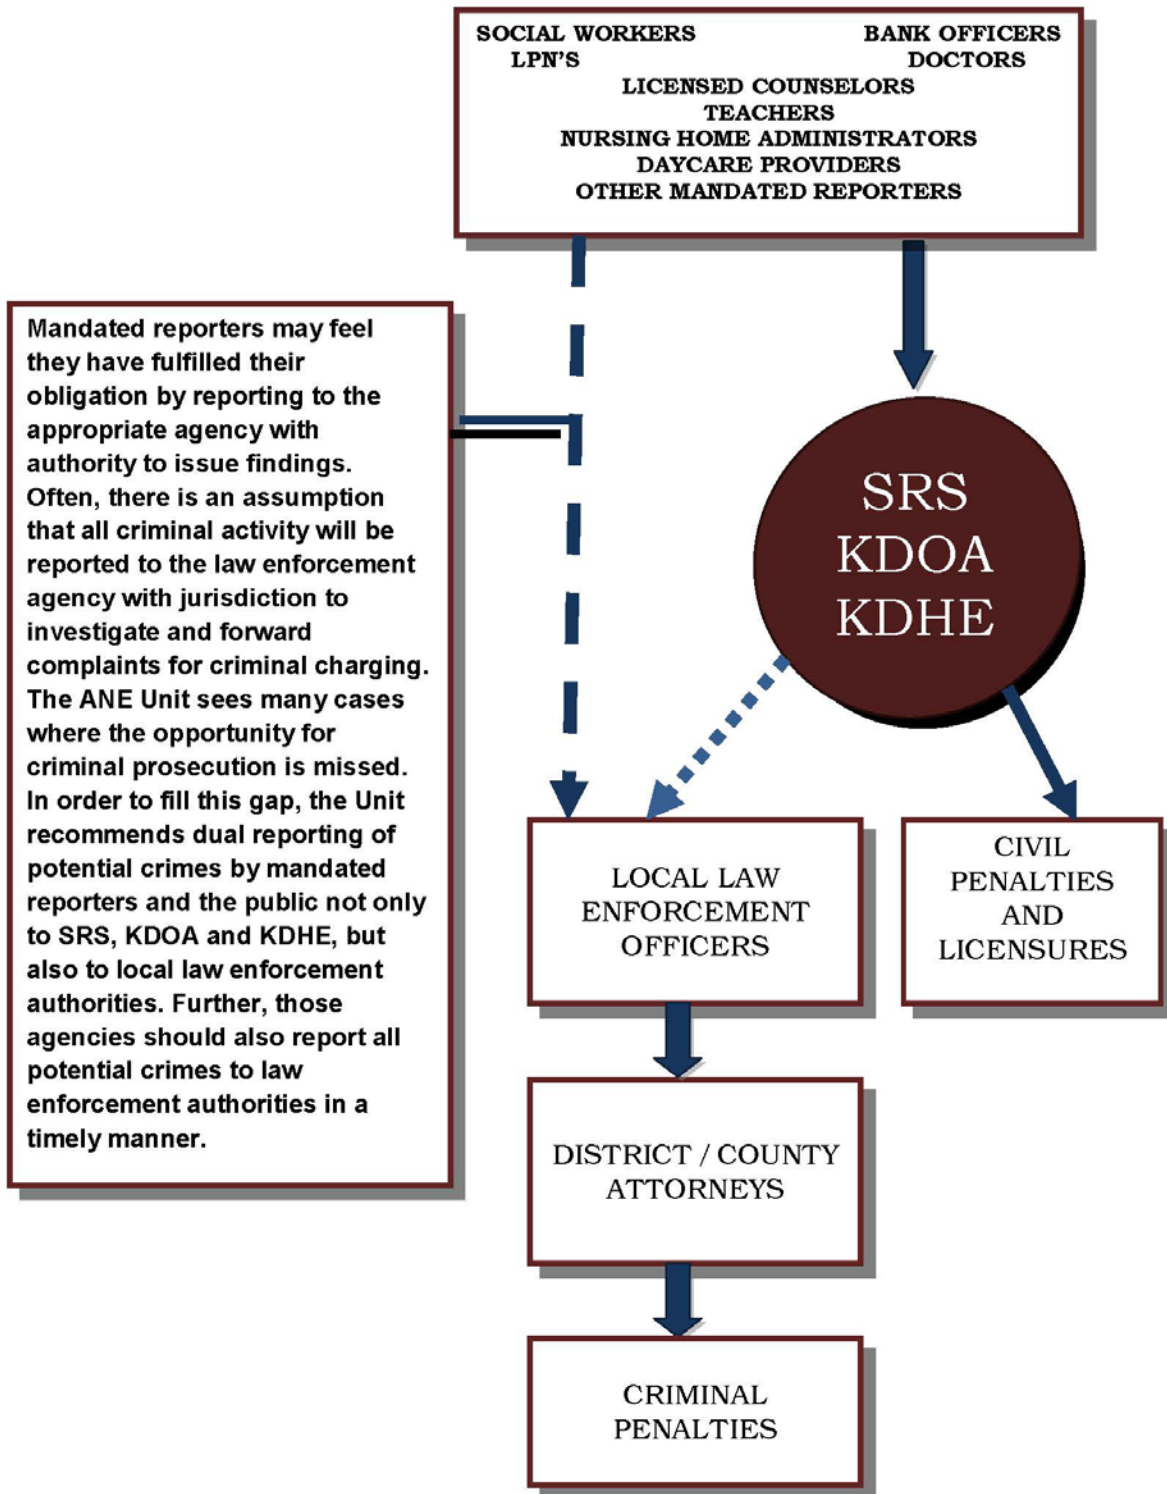 SOCIAL WORKERS BANK OFFICERS
LPN'S DOCTORS
LICENSED COUNSELORS
TEACHERS
NURSING HOME ADMINISTRATORS
DAYCARE PROVIDERS
OTHER MANDATED REPORTERS
Mandated reporters may feel
they have fulfilled their
obligation by reporting to the
appropriate agency with
authority to issue findings.
Often, there is an assumption
that all criminal activity will be
reported to the law enforcement
agency with jurisdiction to
investigate and forward
complaints for criminal charging.
The ANE Unit sees many cases
where the opportunity for
criminal prosecution is missed.
In order to fill this gap, the Unit
recommends dual reporting of
potential crimes by mandated
reporters and the public not only
to SRS, KDOA and KDHE, but
also to local law enforcement
authorities. Further, those
agencies should also report all
potential crimes to law
enforcement authorities in a
timely manner.
SRS
KDOA
KDHE
LOCAL LAW
ENFORCEMENT
OFFICERS
CIVIL
PENALTIES
AND
LICENSURES
DISTRICT / COUNTY
ATTORNEYS
CRIMINAL
PENALTIES